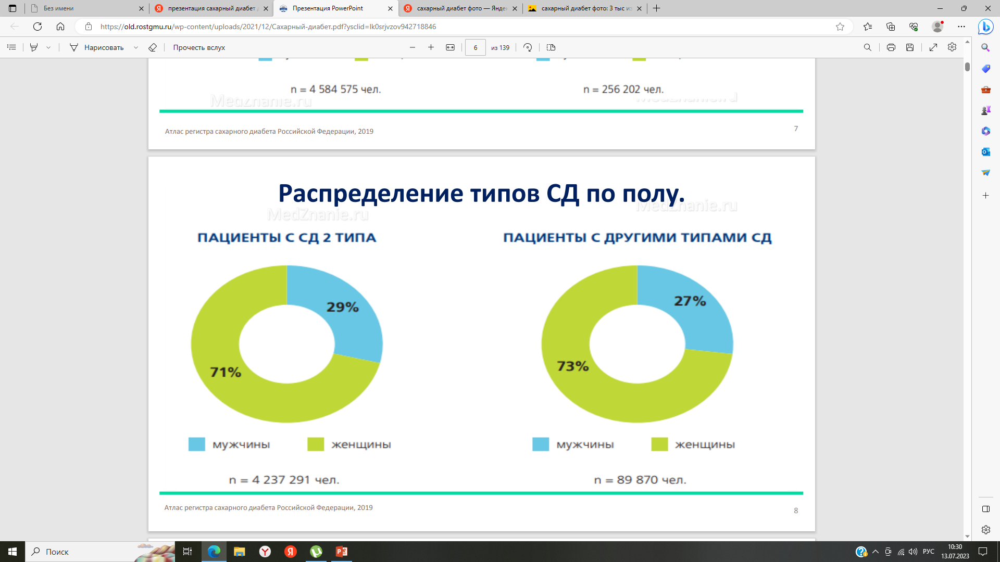 Без имени
презентация сахарный диабет
Презентация PowerPoint
сахарный диабет фото — Яндек
сахарный диабет фото: 3 тыс из
https://old.rostgmu.ru/wp-content/uploads/2021/12/Сахарный-диабет.pdf?ysclid=lk0srjvzov942718846
Нарисовать
Прочесть вслух
6 из 139
n = 4 584 575 чел.
n = 256 202 чел.
MedZnanie.ru
MedZnanie.ru
Атлас регистра сахарного диабета Российской Федерации, 2019
7
Распределение типов СД по полу.
MedZnanie.ru
MedZnanie.ru
ПАЦИЕНТЫ С СД 2 ТИПА
ПАЦИЕНТЫ С ДРУГИМИ ТИПАМИ СД
29%
71%
27%
73%
мужчины
женщины
мужчины
женщины
n = 4 237 291 чел.
n = 89 870 чел.
Атлас регистра сахарного диабета Российской Федерации, 2019
8
Поиск
РУС
10:30
13.07.2023